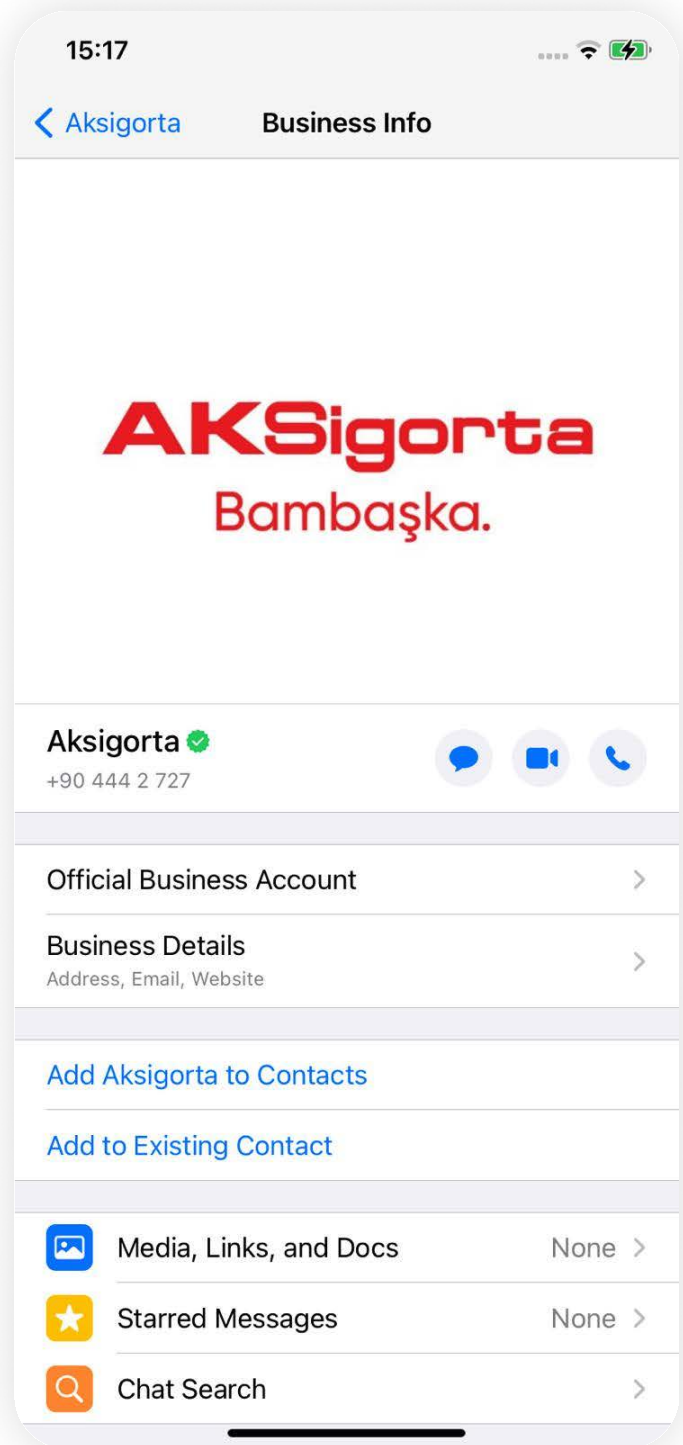 15:17
Aksigorta
Business Info
AKSigorta
Bambaşka.
Aksigorta
+90 444 2 727
Official Business Account
Business Details
Address, Email, Website
Add Aksigorta to Contacts
Add to Existing Contact
Media, Links, and Docs None
Starred Messages None
Chat Search